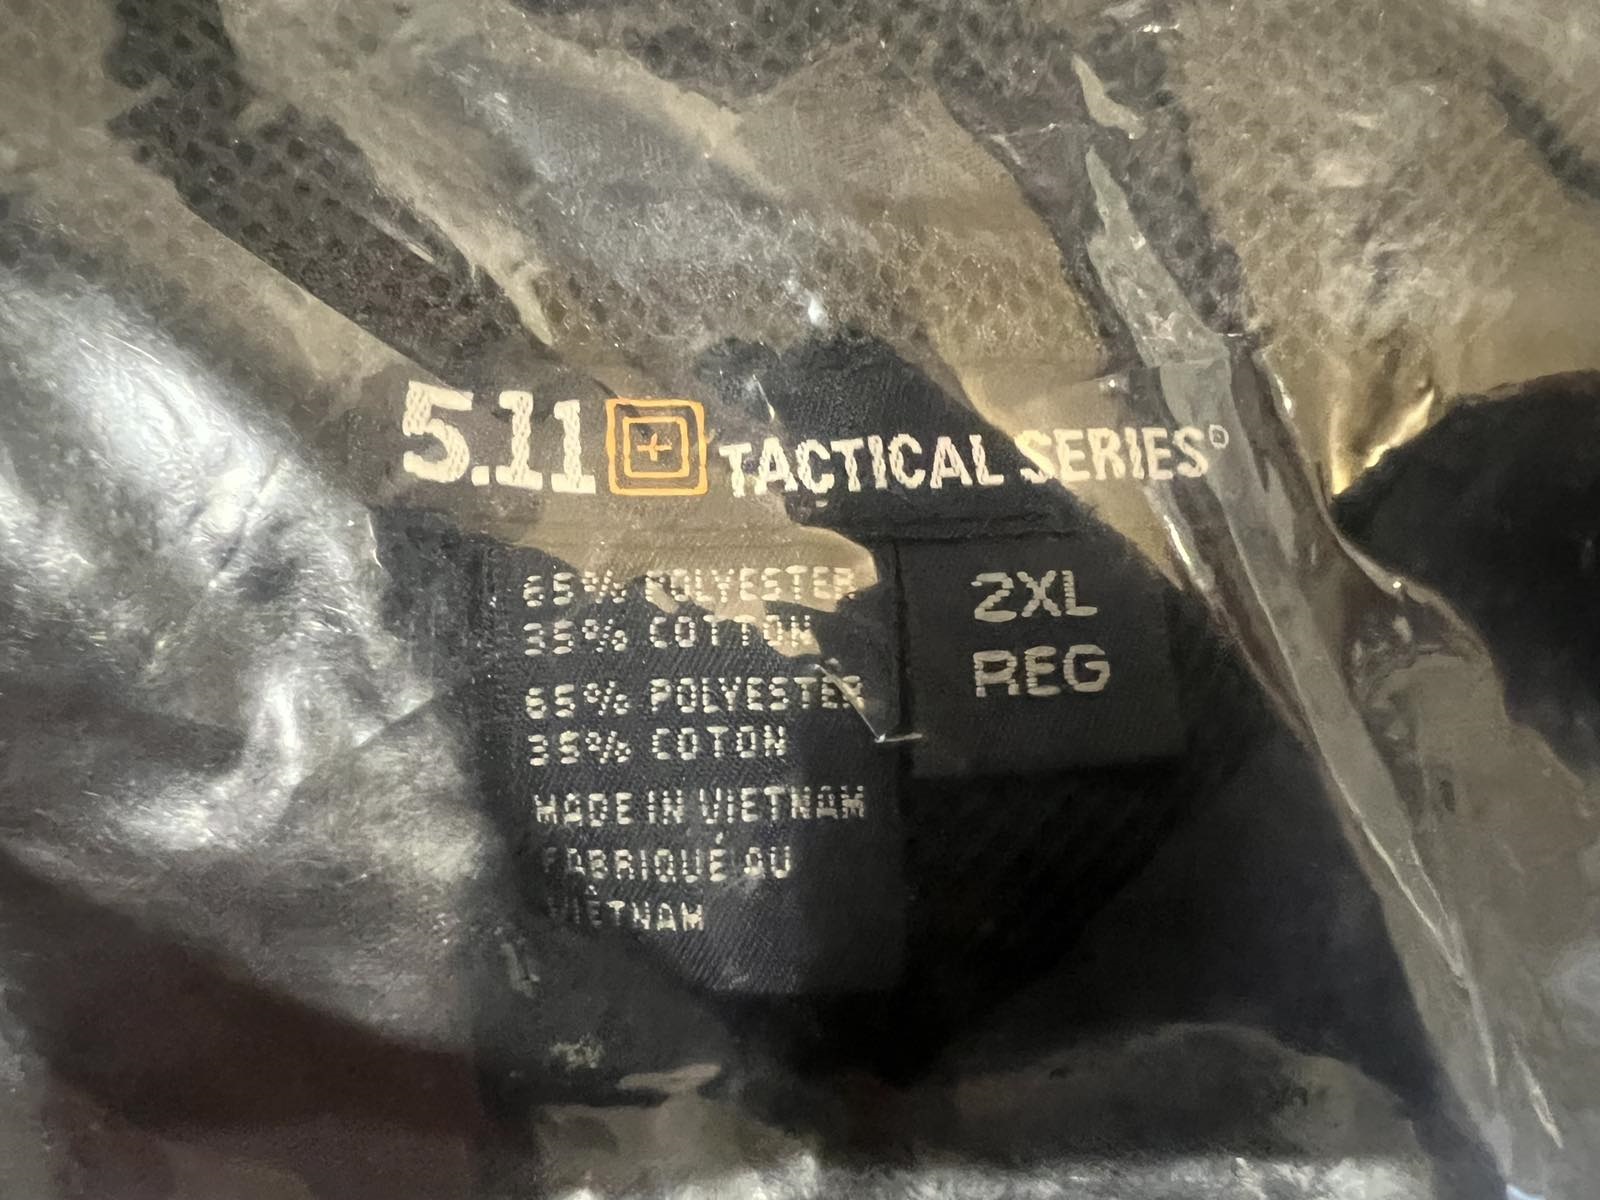 5.11 TACTICAL SERIES®
65% POLYESTER
35% COTTON
65% POLYESTER
35% COTON
MADE IN VIETNAM
FABRIQUÉ AU
VIÊTNAM
2XL
REG